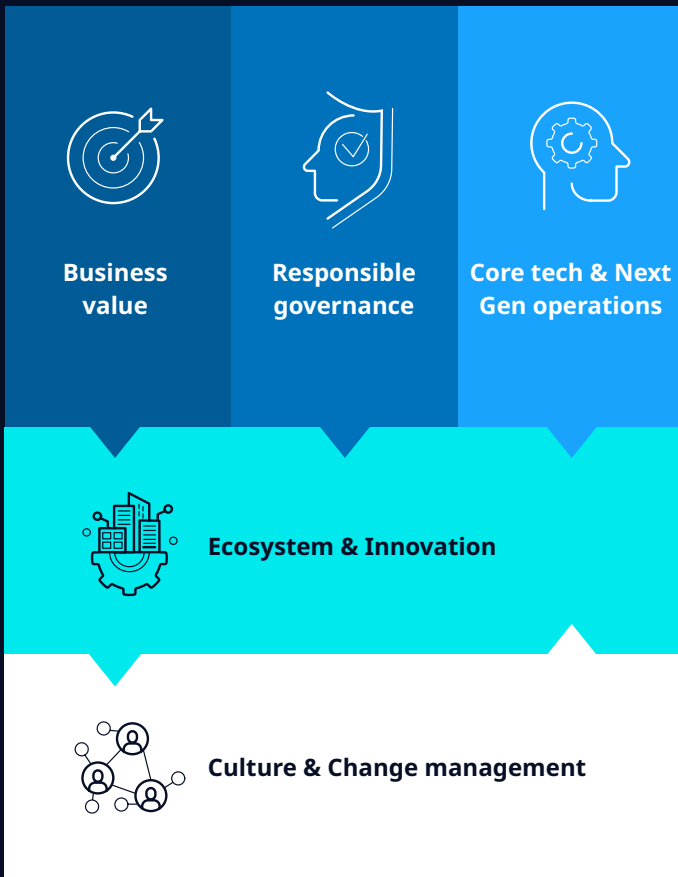 Business
value
Responsible
governance
Core tech & Next
Gen operations
Ecosystem & Innovation
Culture & Change management